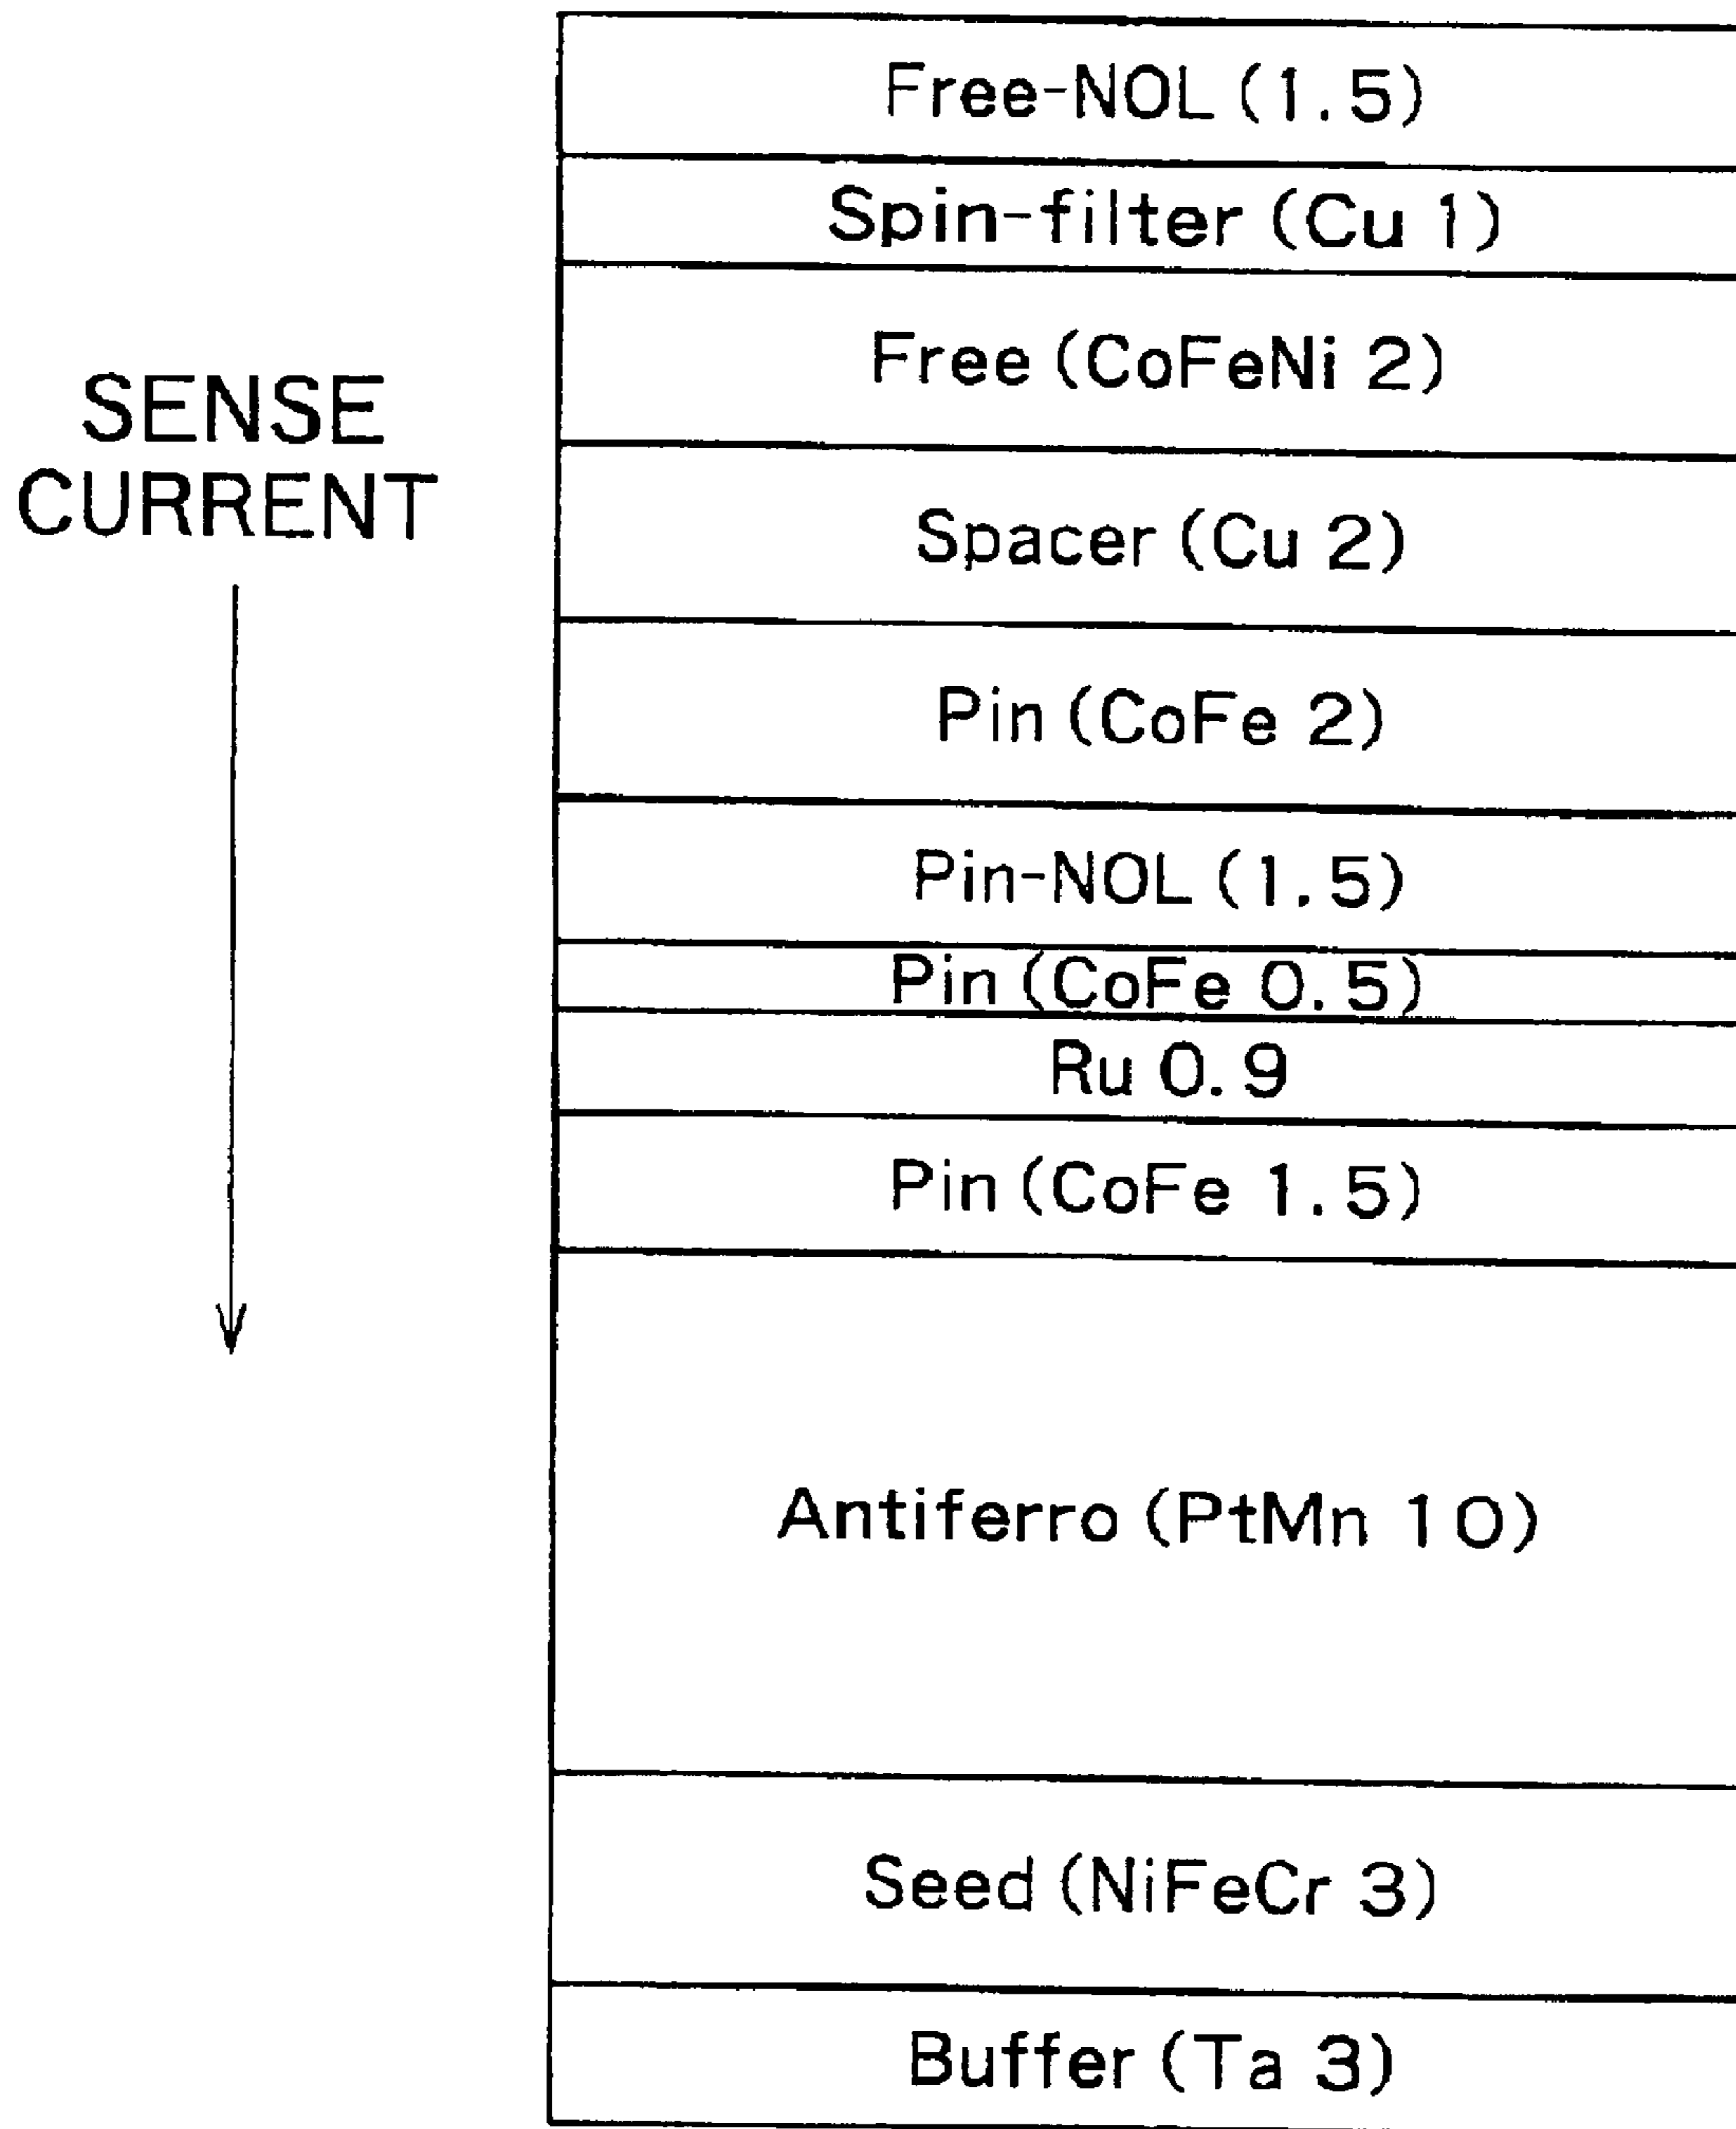 SENSE
CURRENT
Free-NOL (1.5)
Spin-filter (Cu 1)
Free (CoFeNi 2)
Spacer (Cu 2)
Pin (CoFe 2)
Pin-NOL (1.5)
Pin (CoFe 0.5)
Ru 0.9
Pin (CoFe 1.5)
Antiferro (PtMn 10)
Seed (NiFeCr 3)
Buffer (Ta 3)